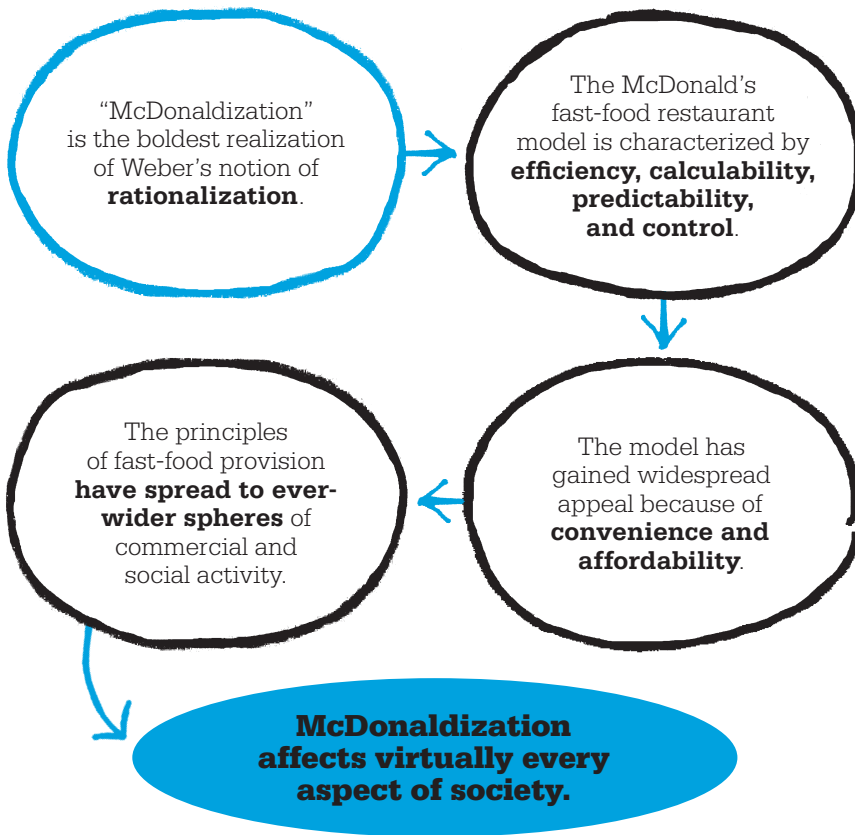 “McDonaldization”
is the boldest realization
of Weber’s notion of
rationalization.
The McDonald’s
fast-food restaurant
model is characterized by
efficiency, calculability,
predictability,
and control.
The model has
gained widespread
appeal because of
convenience and
affordability.
The principles
of fast-food provision
have spread to ever-
wider spheres of
commercial and
social activity.
McDonaldization
affects virtually every
aspect of society.